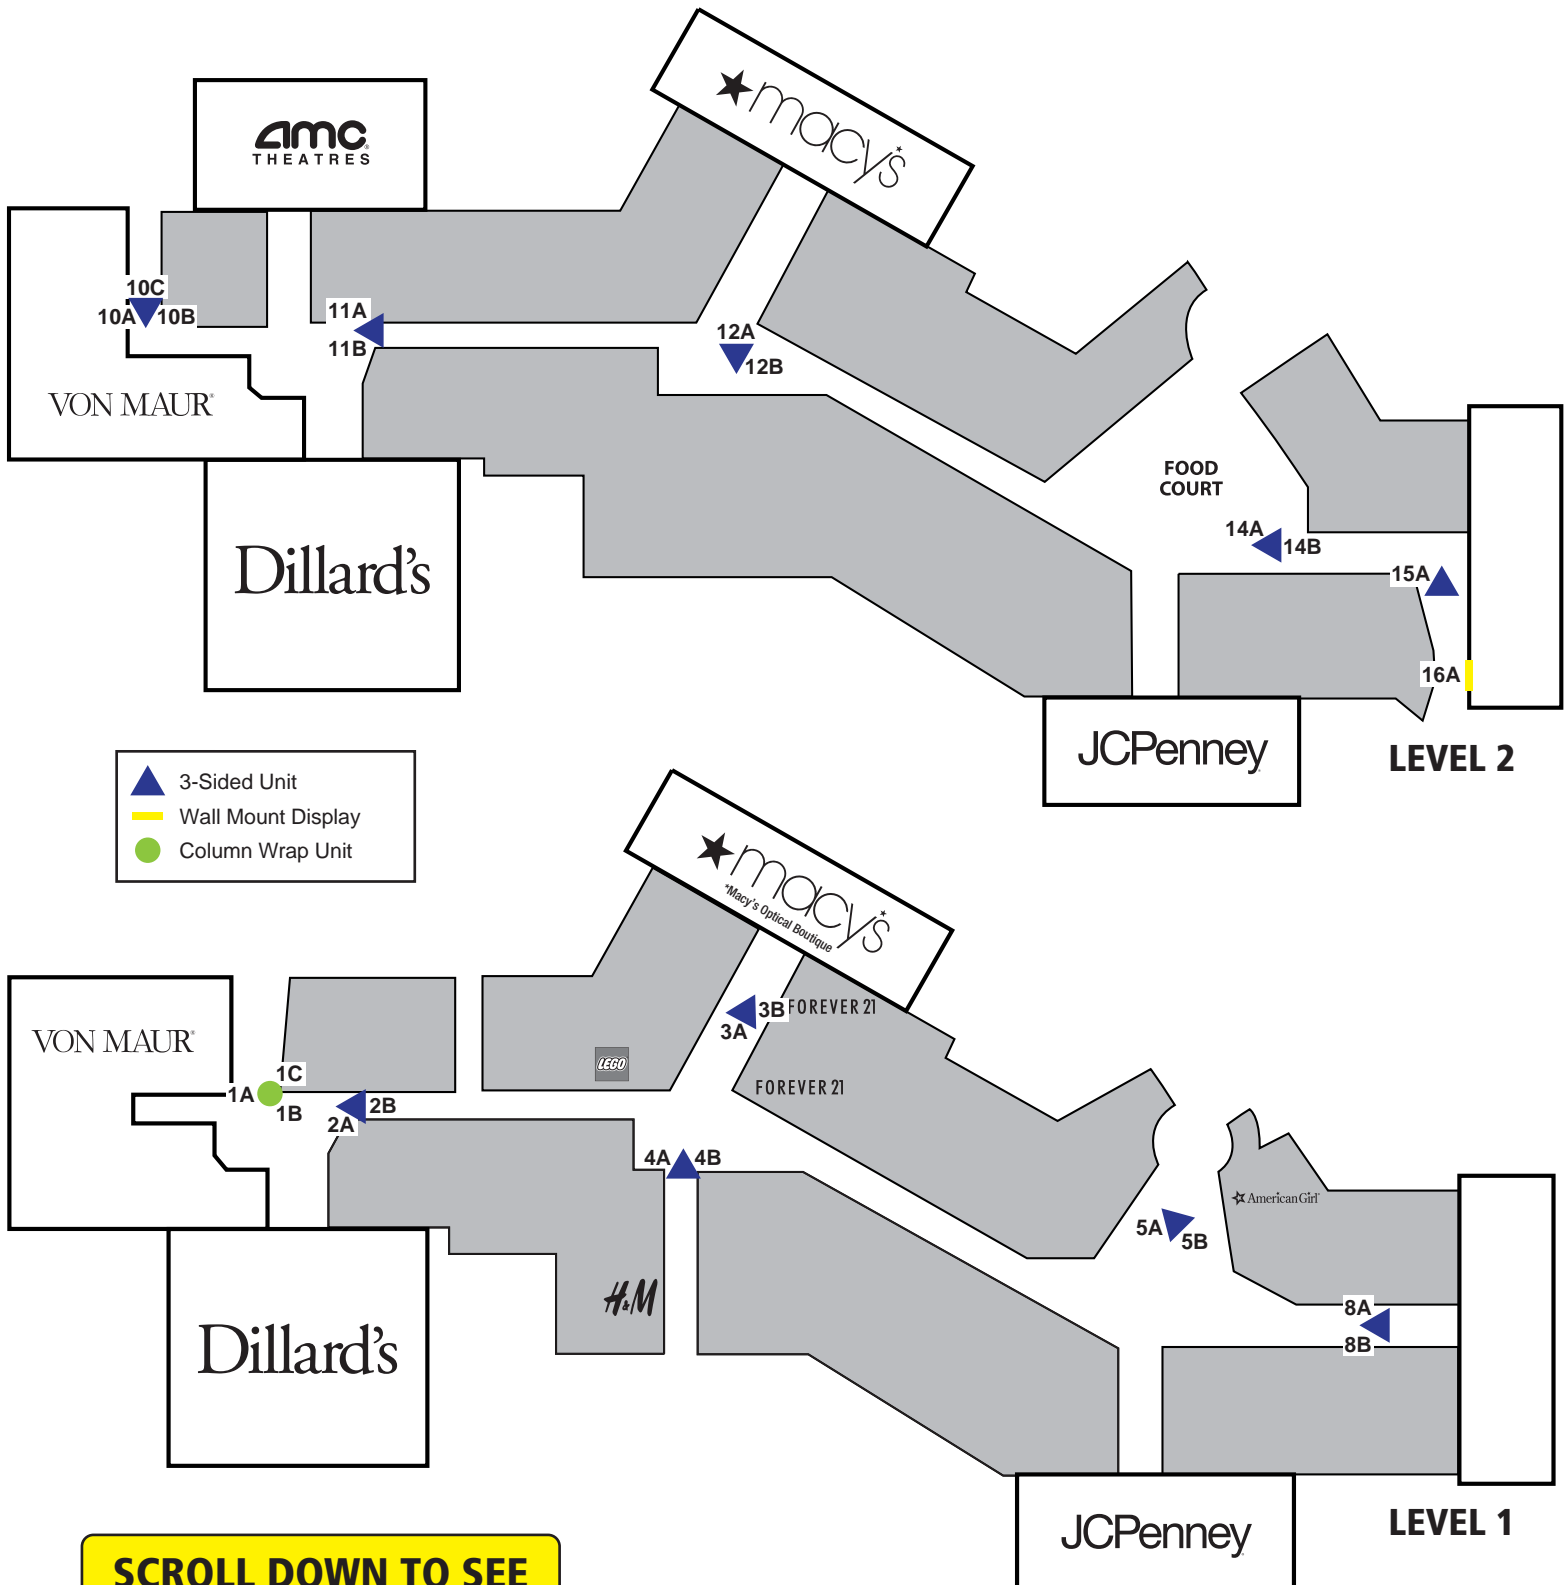 macy's
amc
THEATRES
10C
10A
10B
11A
11B
12A
12B
VON MAUR®
FOOD
COURT
14A
14B
15A
16A
Dillard's
JCPenney
LEVEL 2
3-Sided Unit
Wall Mount Display
Column Wrap Unit
macy's
*Macy's Optical Boutique
VON MAUR®
3B
FOREVER 21
3A
LEGO
1C
1A
1B
FOREVER 21
2B
2A
4A
4B
American Girl®
5A
5B
H&M
8A
8B
Dillard's
JCPenney
LEVEL 1
SCROLL DOWN TO SEE